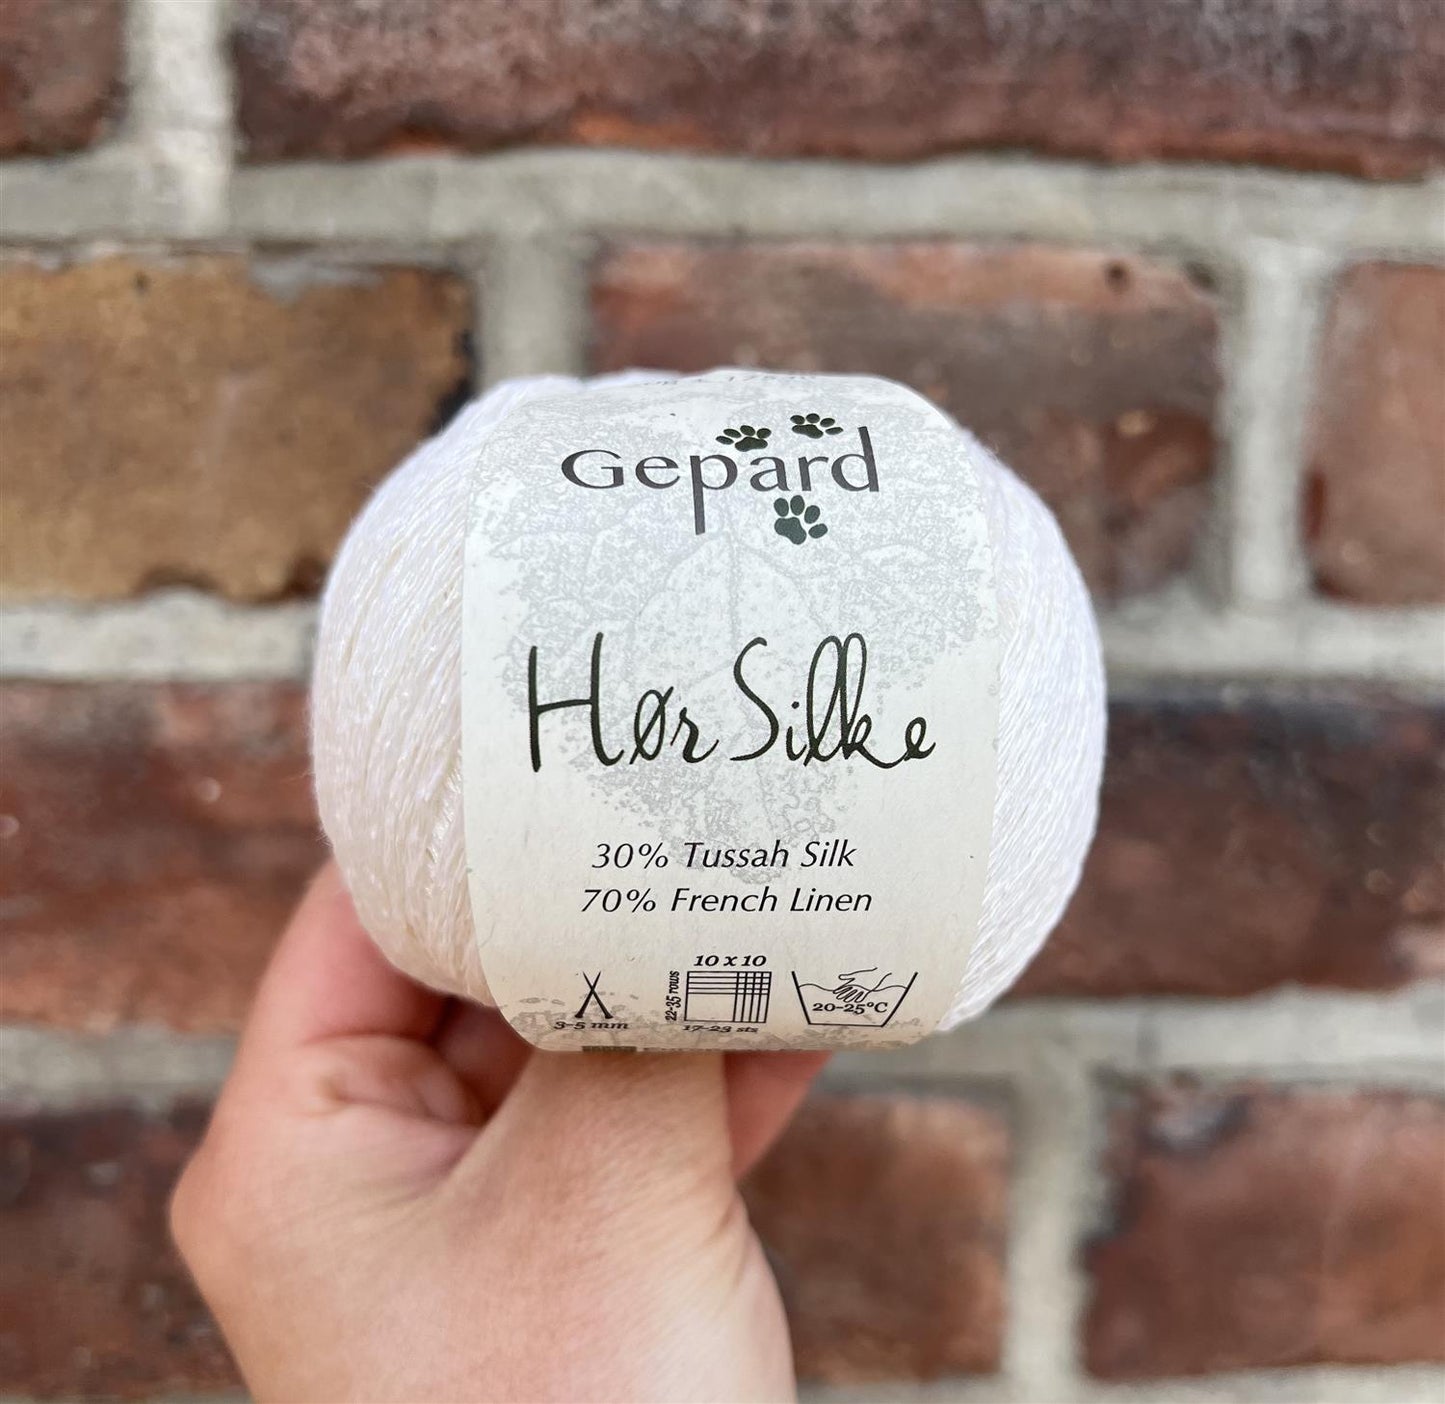 Gepard
Hør Silke
30% Tussah Silk
70% French Linen
10 x 10
22-35 rows
17-23 sts
3-5 mm
20-25°C